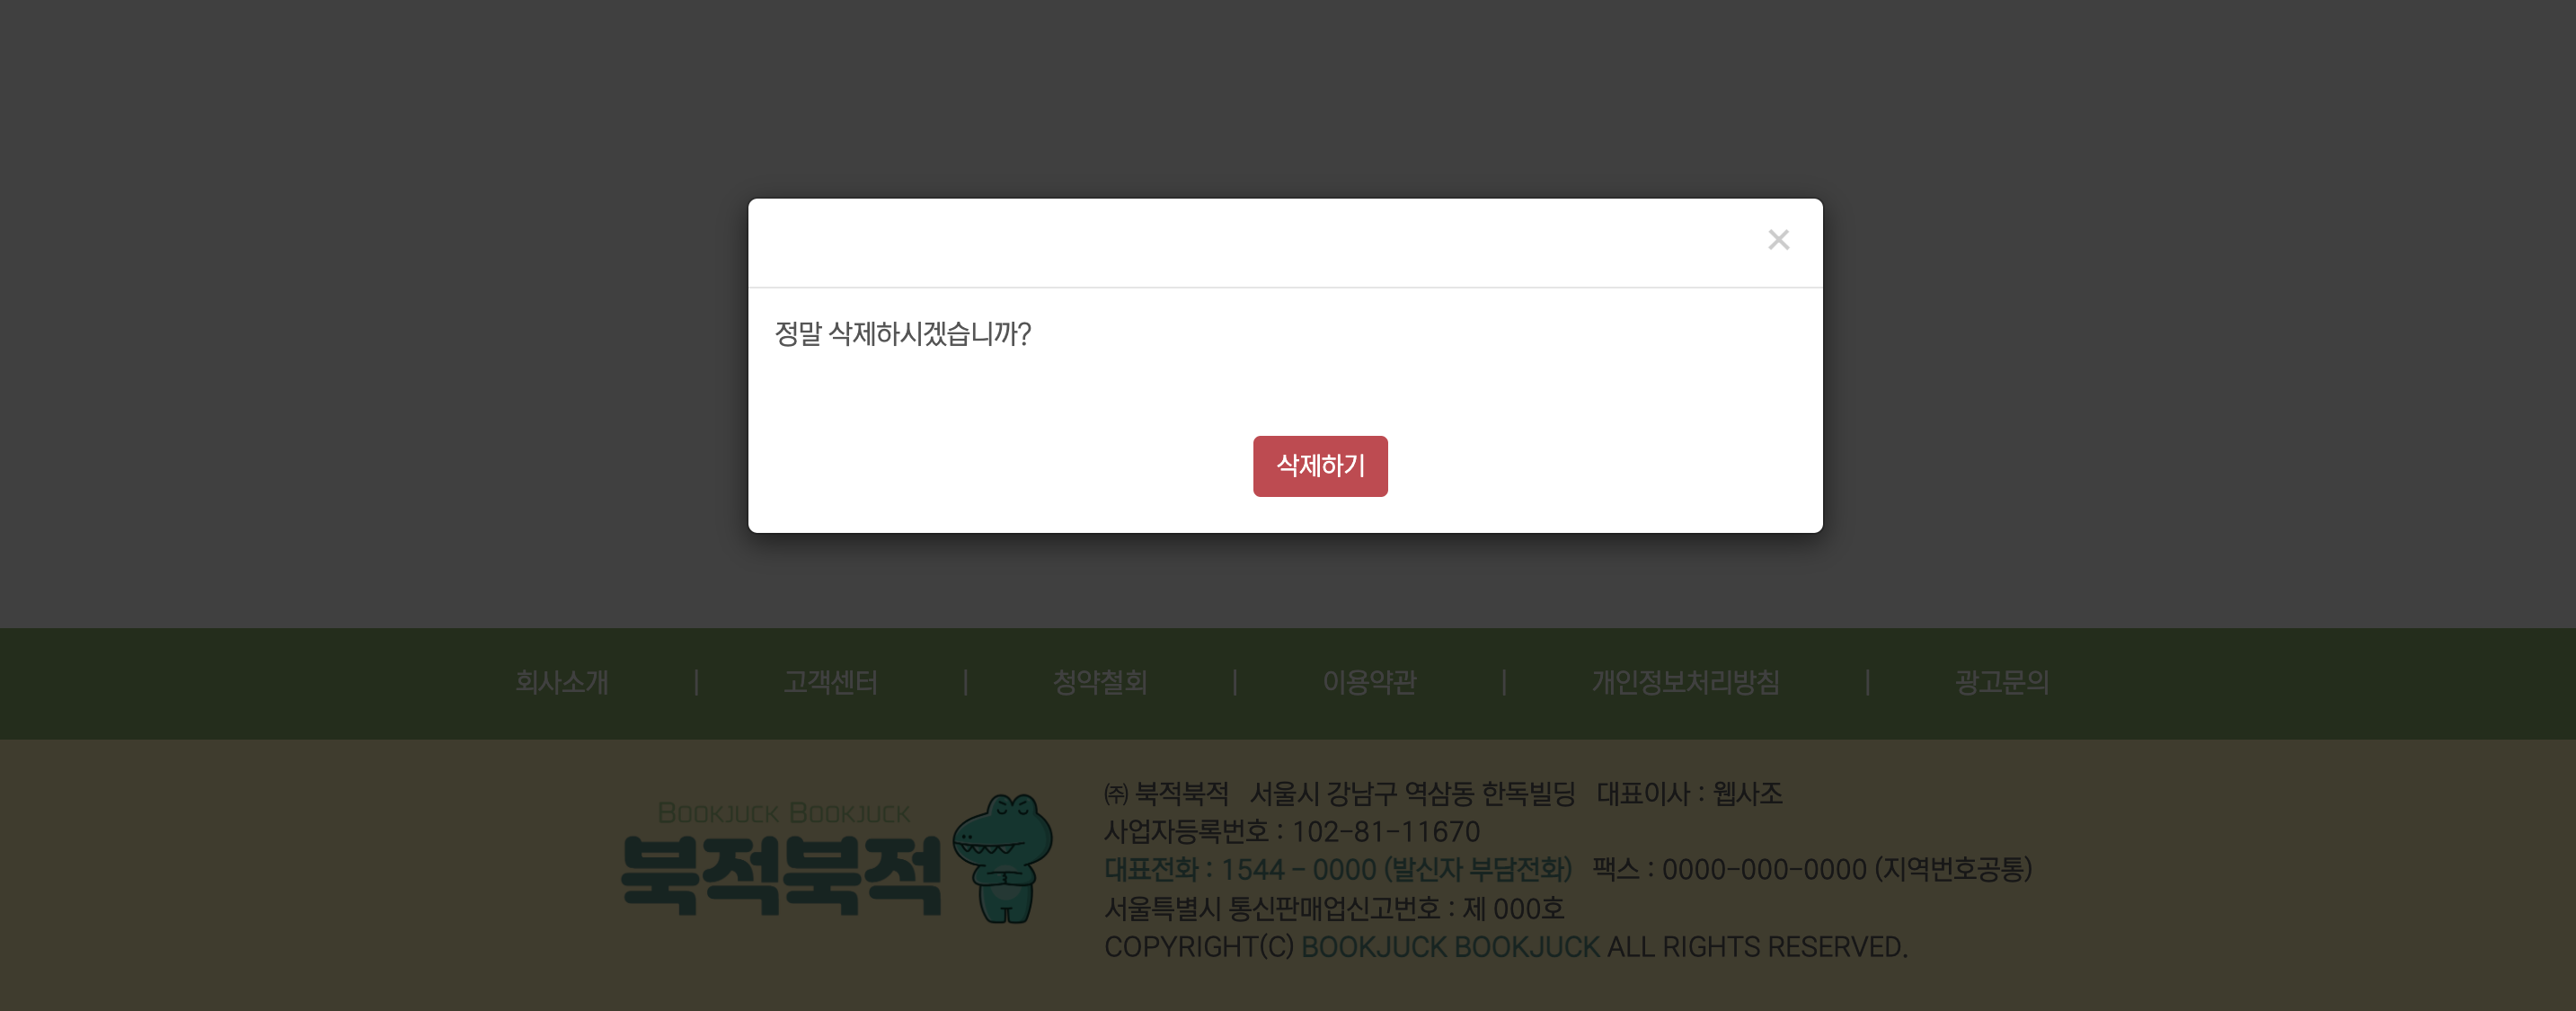 ×
정말 삭제하시겠습니까?
삭제하기
회사소개 | 고객센터 | 청약철회 | 이용약관 | 개인정보처리방침 | 광고문의
BOOKJUCK BOOKJUCK
북적북적
㈜ 북적북적 서울시 강남구 역삼동 한독빌딩 대표이사 : 웹사조
사업자등록번호 : 102-81-11670
대표전화 : 1544 - 0000 (발신자 부담전화) 팩스 : 0000-000-0000 (지역번호공통)
서울특별시 통신판매업신고번호 : 제 000호
COPYRIGHT(C) BOOKJUCK BOOKJUCK ALL RIGHTS RESERVED.